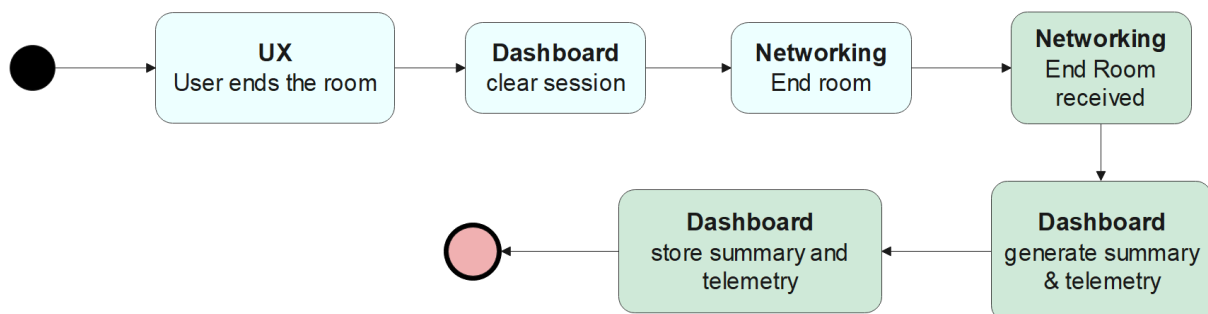 UX
User ends the room
Dashboard
clear session
Networking
End room
Networking
End Room
received
Dashboard
generate summary
& telemetry
Dashboard
store summary and
telemetry